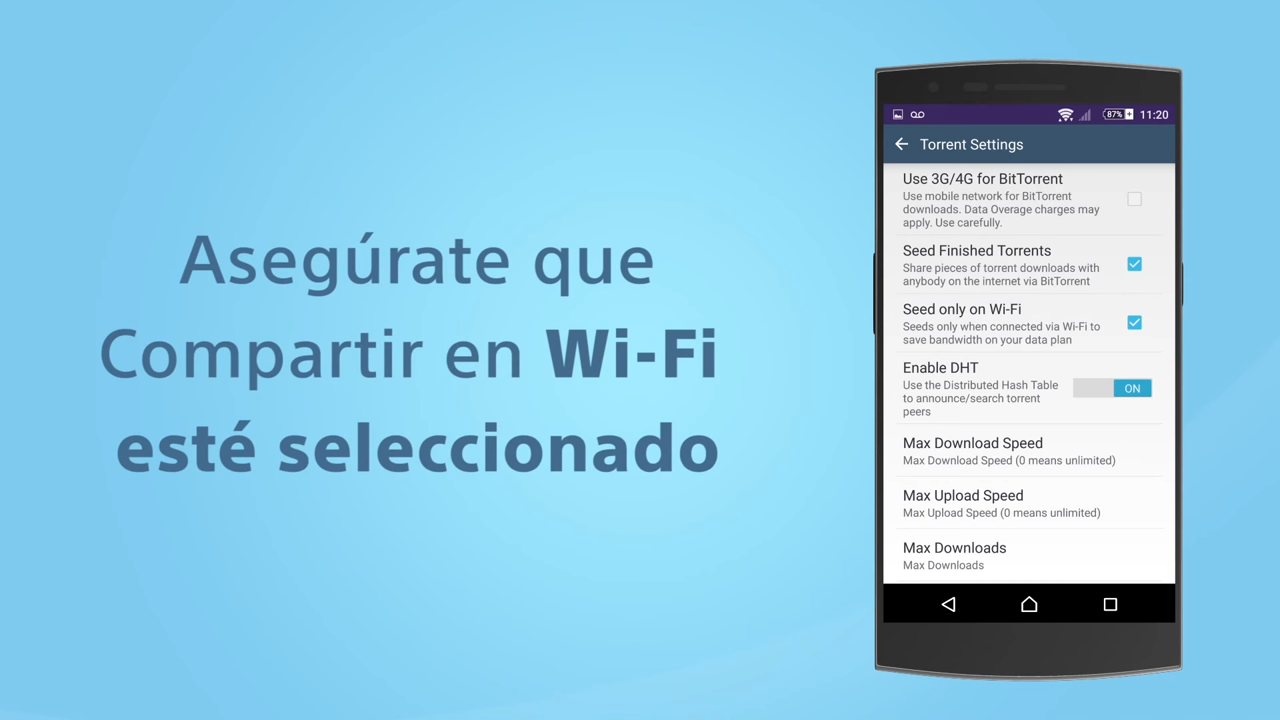 Asegúrate que
Compartir en Wi-Fi
esté seleccionado
87%
11:20
Torrent Settings
Use 3G/4G for BitTorrent
Use mobile network for BitTorrent
downloads. Data Overage charges may
apply. Use carefully.
Seed Finished Torrents
Share pieces of torrent downloads with
anybody on the internet via BitTorrent
Seed only on Wi-Fi
Seeds only when connected via Wi-Fi to
save bandwidth on your data plan
Enable DHT
Use the Distributed Hash Table
to announce/search torrent
peers
ON
Max Download Speed
Max Download Speed (0 means unlimited)
Max Upload Speed
Max Upload Speed (0 means unlimited)
Max Downloads
Max Downloads